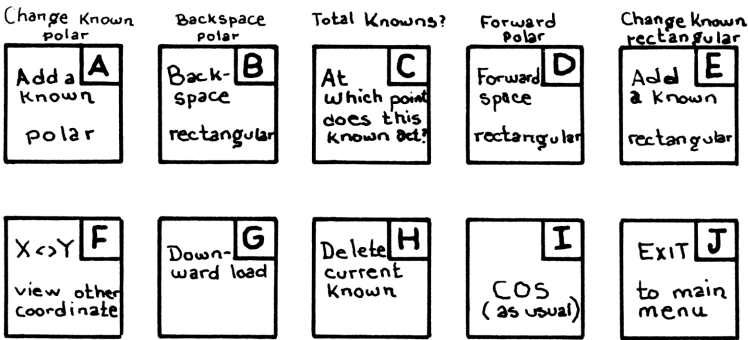 Change Known
polar
Backspace
polar
Total Knowns?
Forward
Polar
Change Known
rectangular
A
Add a
Known
polar
B
Back-
space
rectangular
C
At
which point
does this
Known act?
D
Forward
space
rectangular
E
Add
a Known
rectangular
F
X<>Y
view other
coordinate
G
Down-
ward load
H
Delete
current
Known
I
COS
(as usual)
J
EXIT
to main
menu